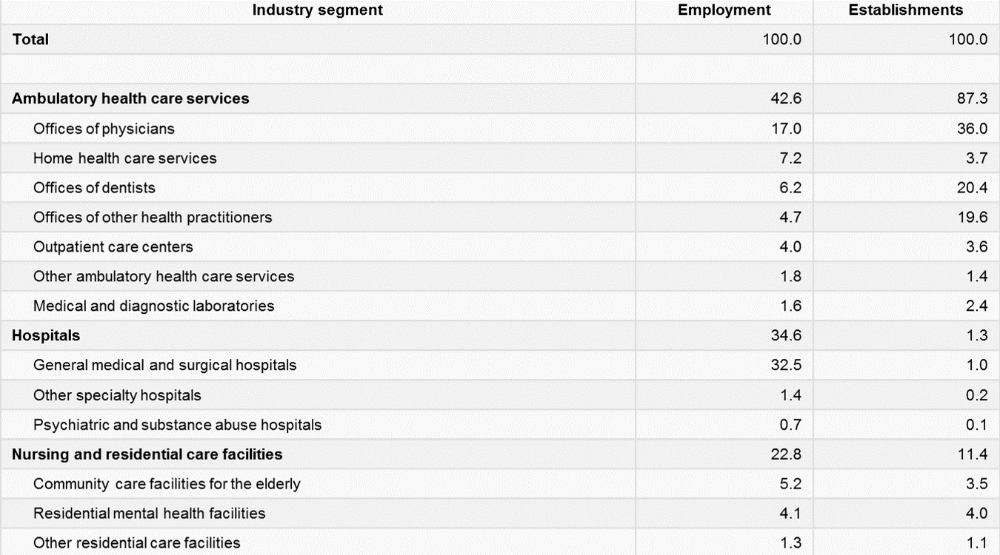 Industry segment Employment Establishments
Total 100.0 100.0
Ambulatory health care services 42.6 87.3
Offices of physicians 17.0 36.0
Home health care services 7.2 3.7
Offices of dentists 6.2 20.4
Offices of other health practitioners 4.7 19.6
Outpatient care centers 4.0 3.6
Other ambulatory health care services 1.8 1.4
Medical and diagnostic laboratories 1.6 2.4
Hospitals 34.6 1.3
General medical and surgical hospitals 32.5 1.0
Other specialty hospitals 1.4 0.2
Psychiatric and substance abuse hospitals 0.7 0.1
Nursing and residential care facilities 22.8 11.4
Community care facilities for the elderly 5.2 3.5
Residential mental health facilities 4.1 4.0
Other residential care facilities 1.3 1.1